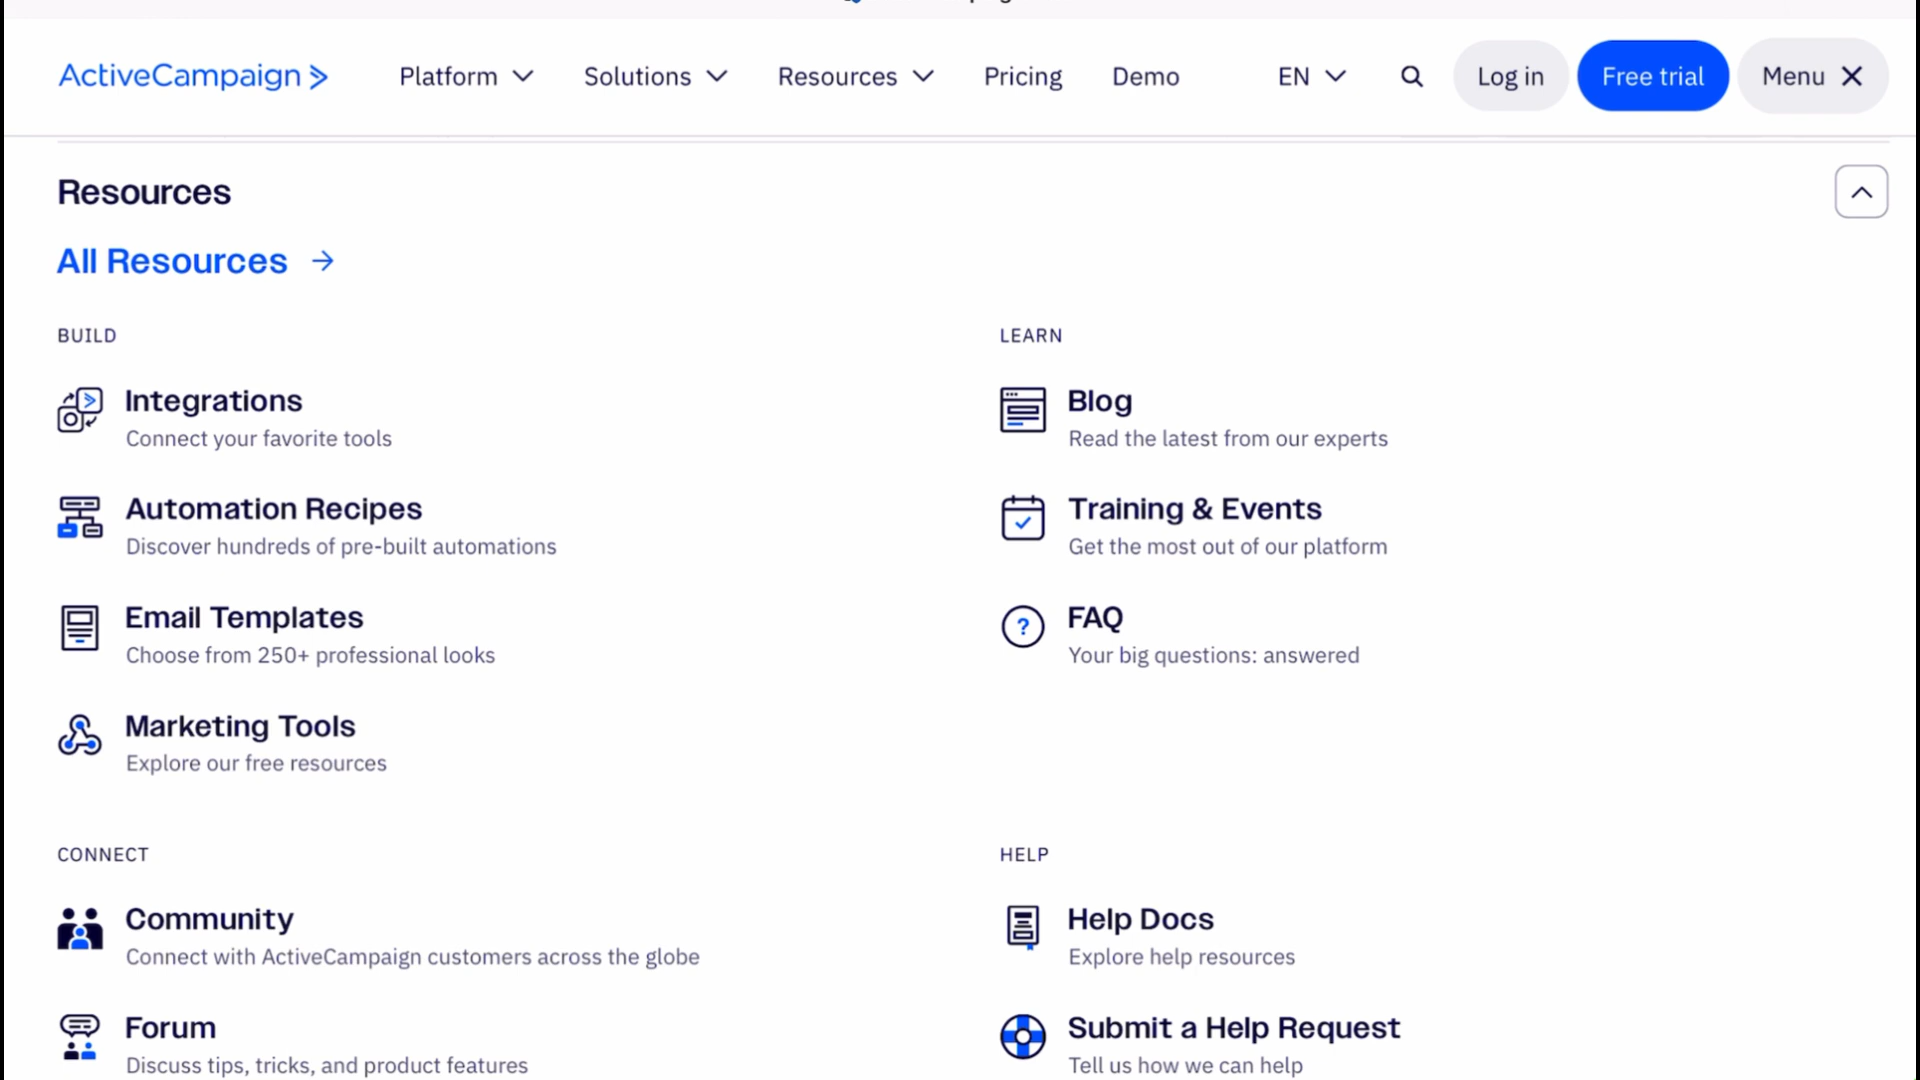 ActiveCampaign
Platform
Solutions
Resources
Pricing
Demo
EN
Log in
Free trial
Menu
Resources
All Resources
BUILD
Integrations
Connect your favorite tools
Automation Recipes
Discover hundreds of pre-built automations
Email Templates
Choose from 250+ professional looks
Marketing Tools
Explore our free resources
LEARN
Blog
Read the latest from our experts
Training & Events
Get the most out of our platform
FAQ
Your big questions: answered
CONNECT
Community
Connect with ActiveCampaign customers across the globe
Forum
Discuss tips, tricks, and product features
HELP
Help Docs
Explore help resources
Submit a Help Request
Tell us how we can help